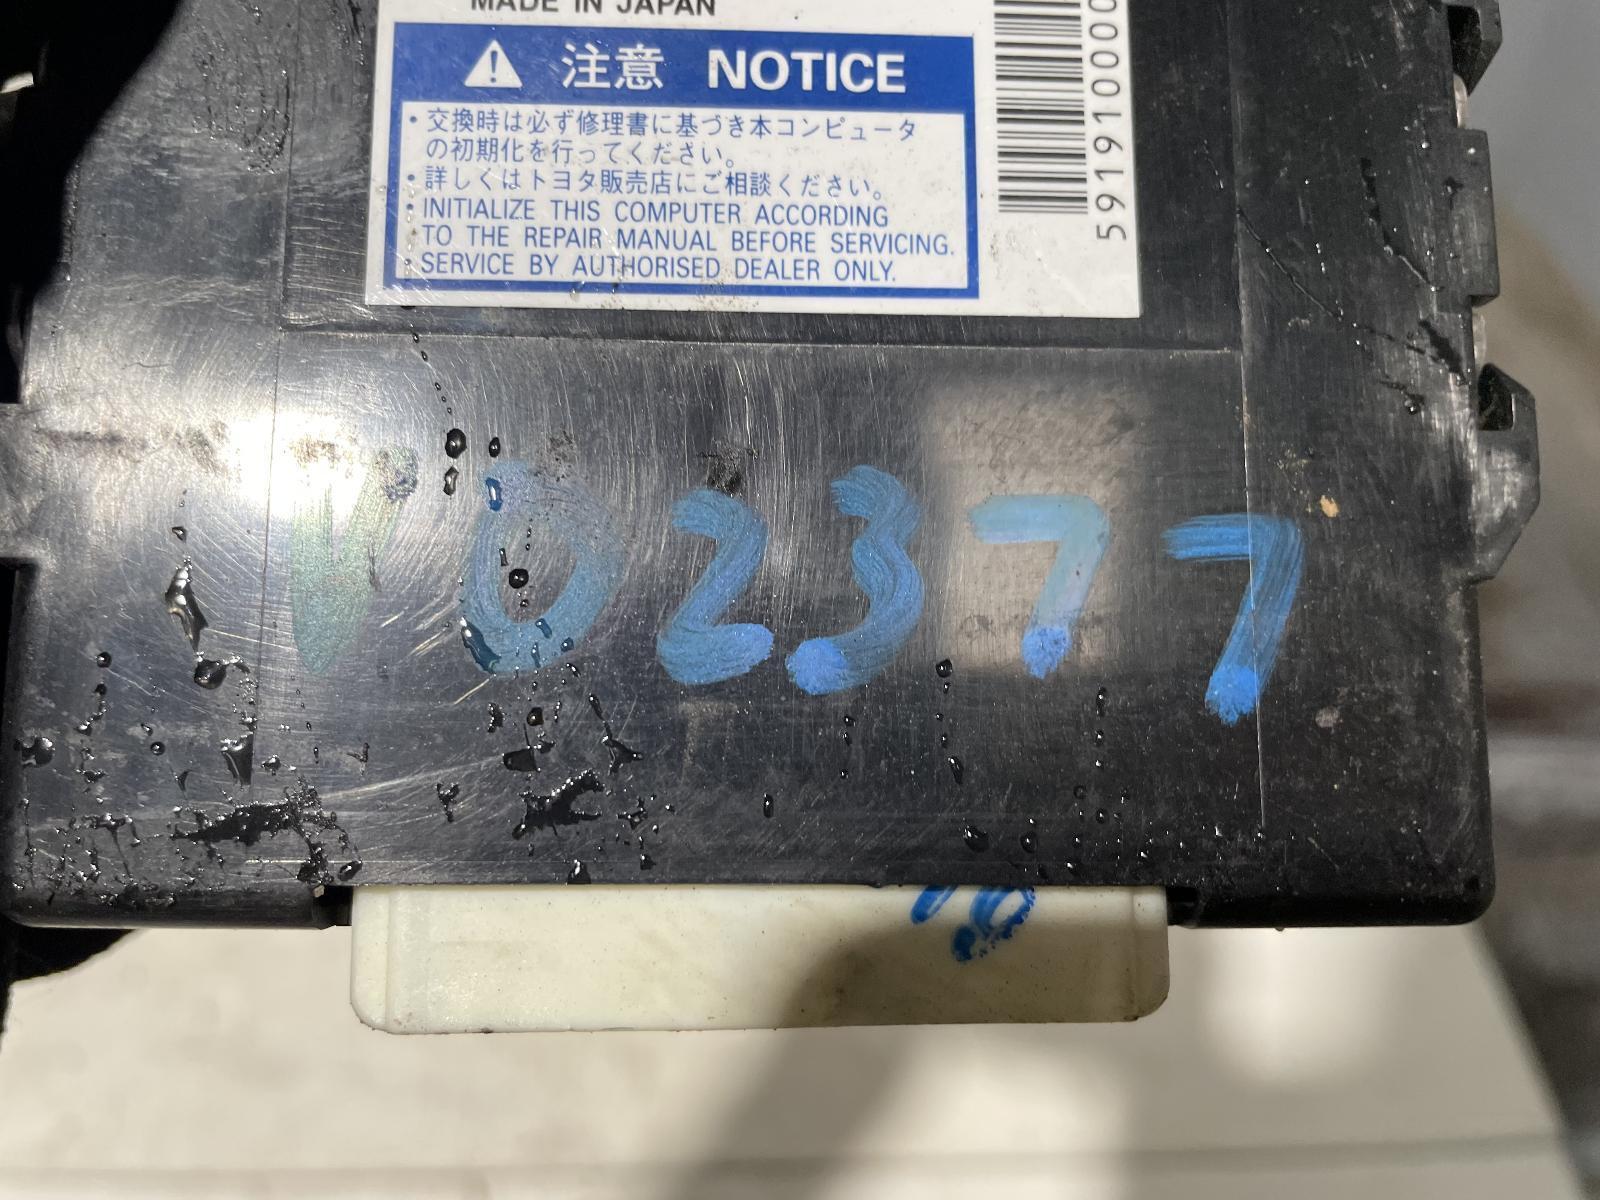 MADE IN JAPAN
注意 NOTICE
・交換時は必ず修理書に基づき本コンピュータ
の初期化を行ってください。
・詳しくはトヨタ販売店にご相談ください。
・INITIALIZE THIS COMPUTER ACCORDING
TO THE REPAIR MANUAL BEFORE SERVICING.
・SERVICE BY AUTHORISED DEALER ONLY.
591910000
V02377